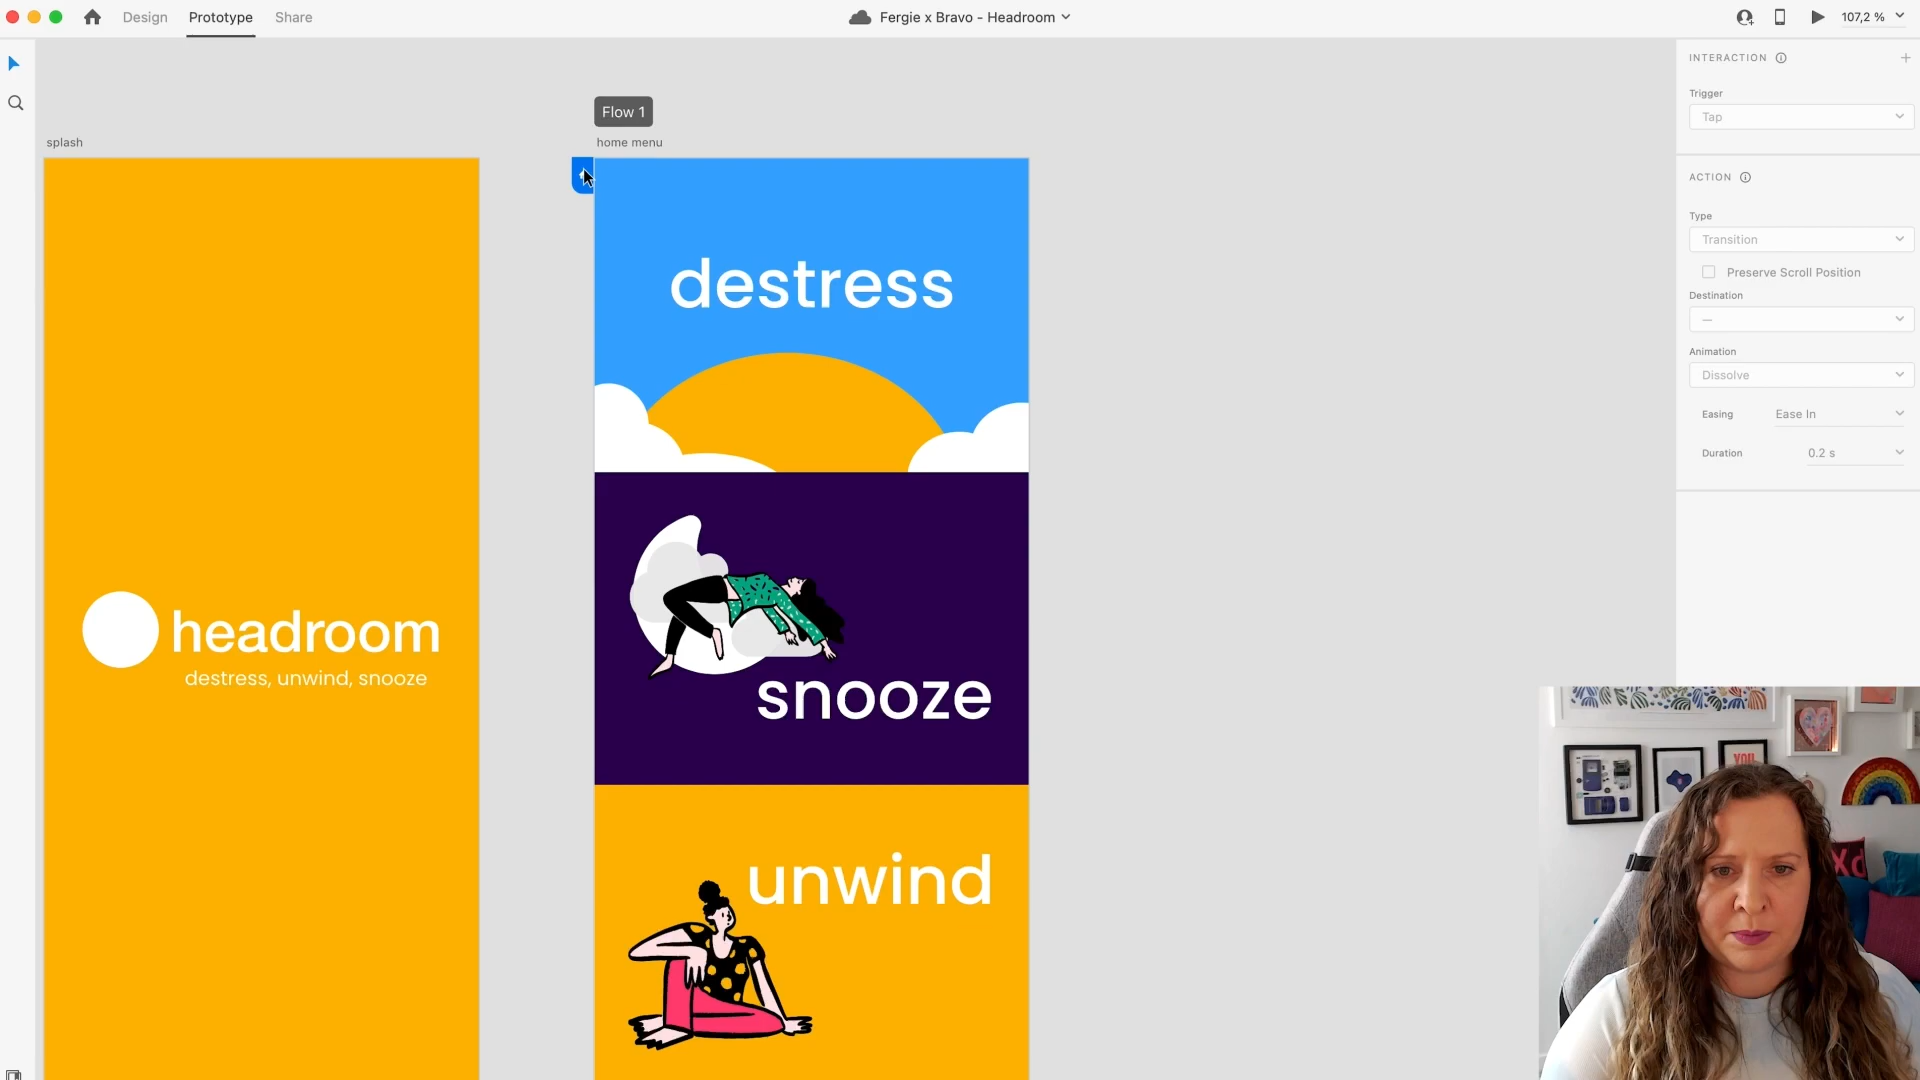 Design Prototype Share
Fergie x Bravo - Headroom
107,2 %
INTERACTION
Trigger
Tap
ACTION
Type
Transition
Preserve Scroll Position
Destination
—
Animation
Dissolve
Easing Ease In
Duration 0.2 s
Flow 1
splash
home menu
headroom
destress, unwind, snooze
destress
snooze
unwind
YOU